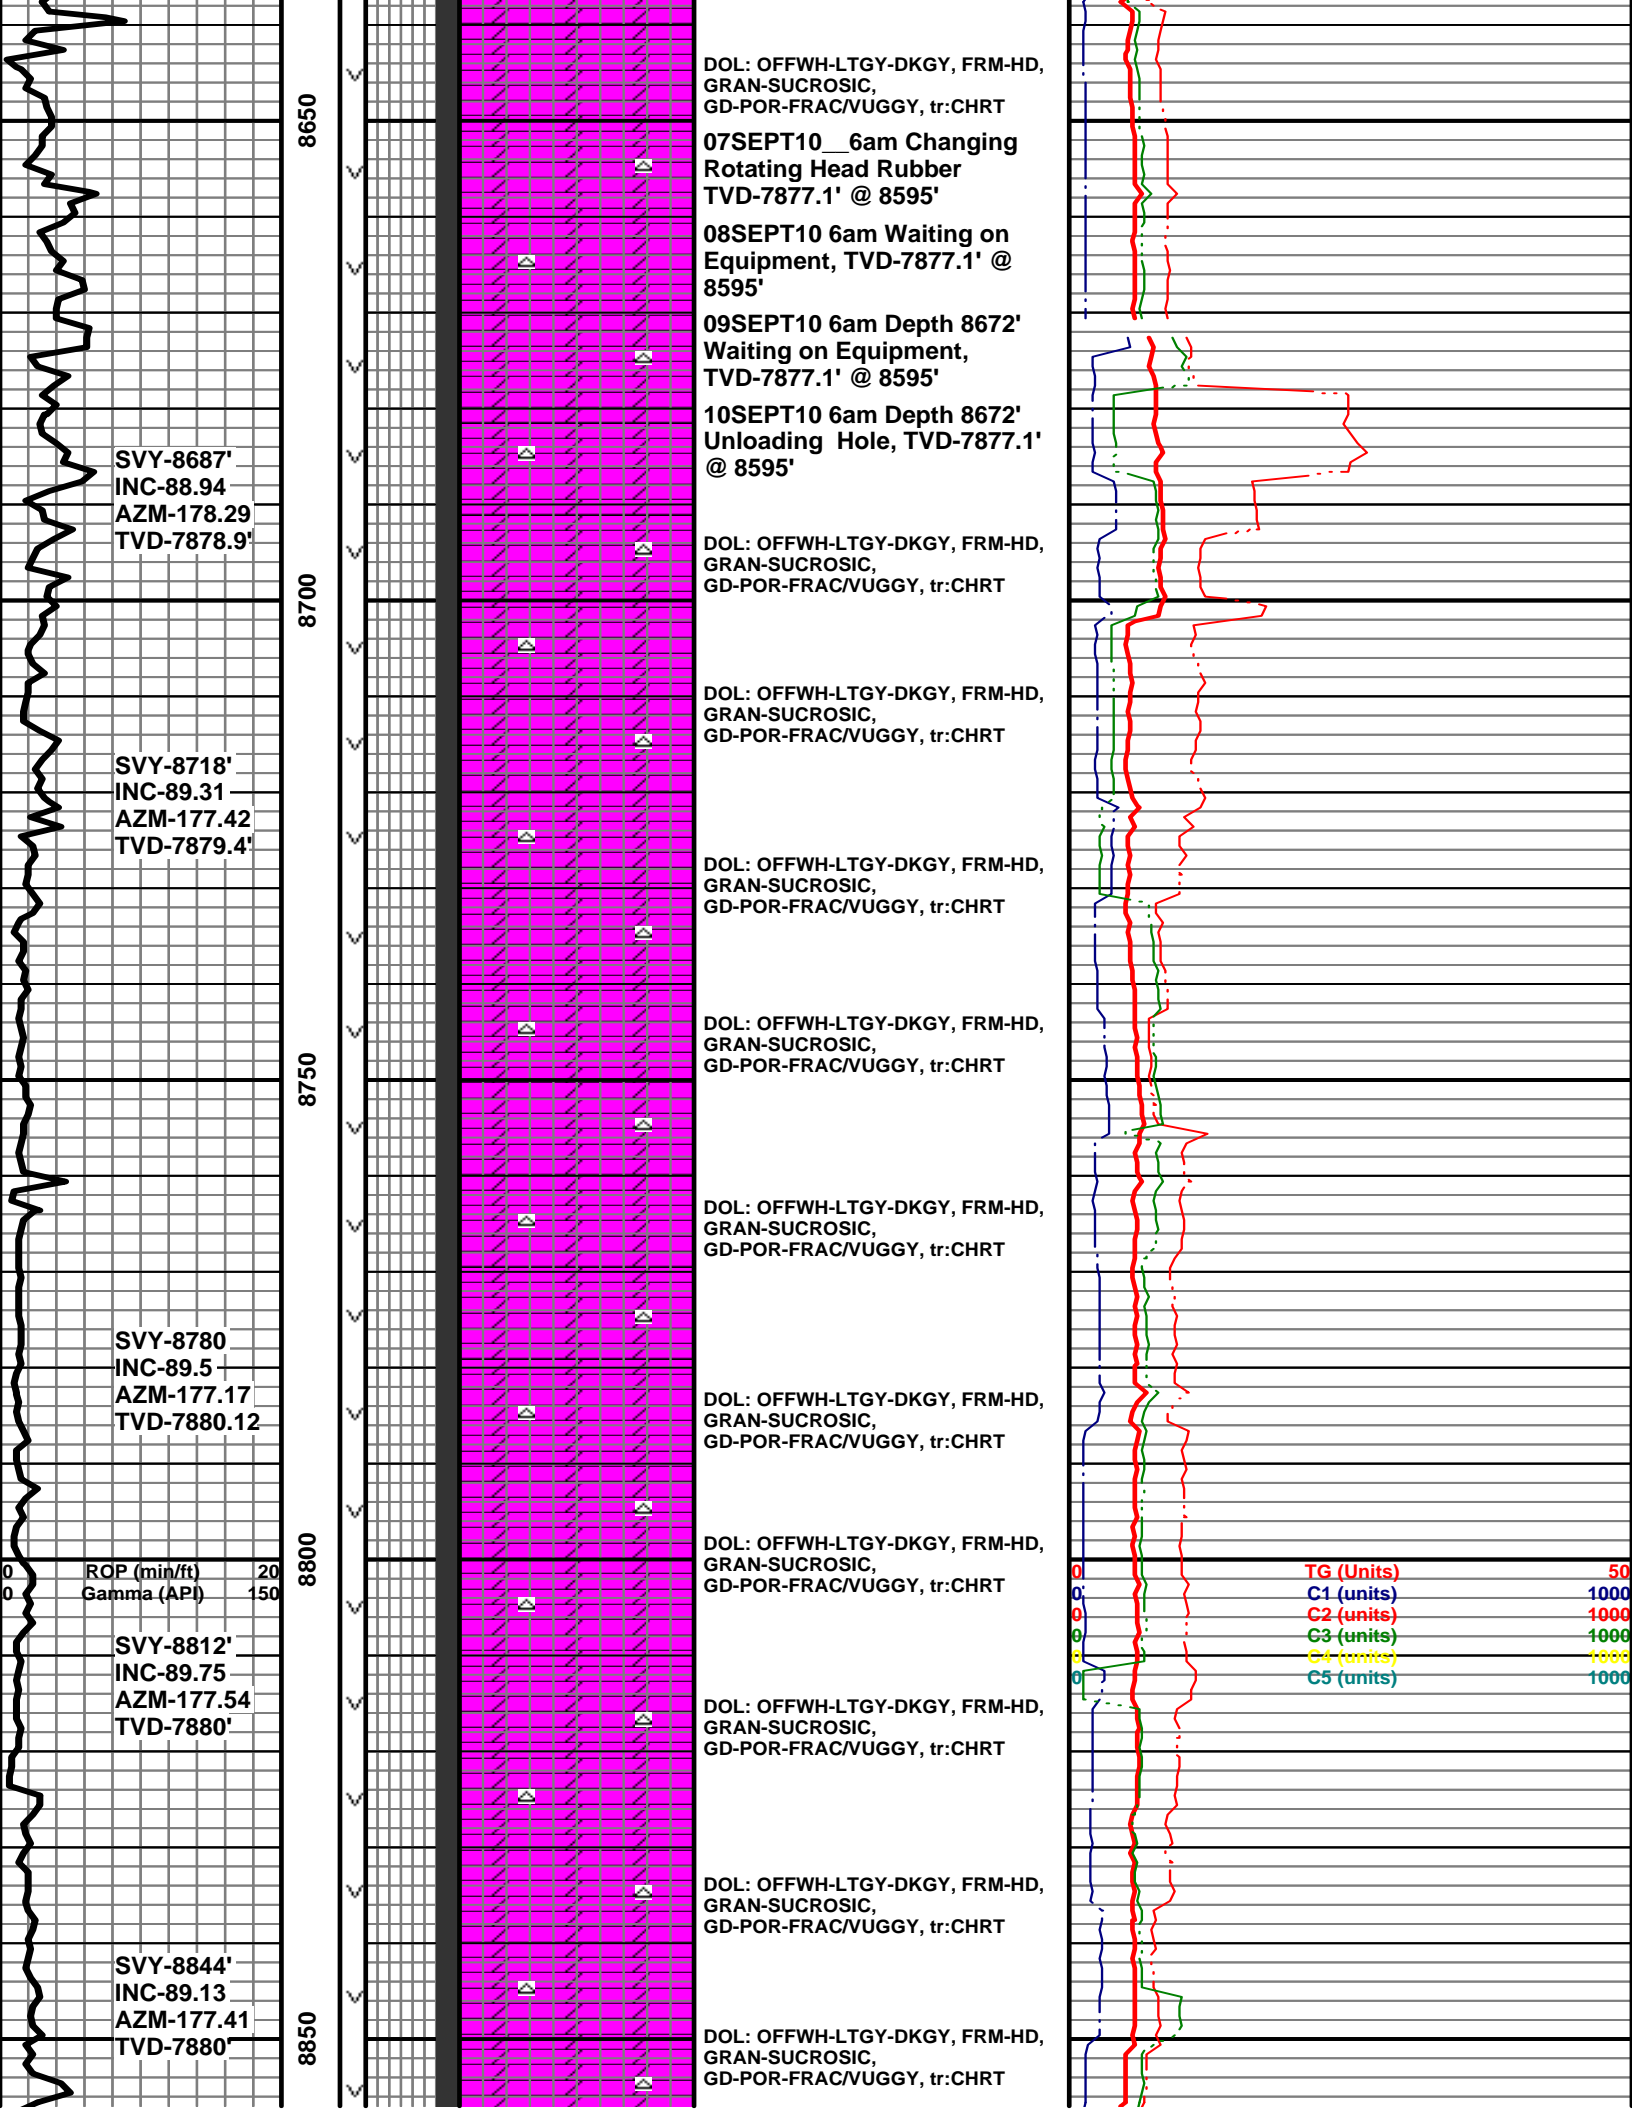 DOL: OFFWH-LTGY-DKGY, FRM-HD,
GRAN-SUCROSIC,
GD-POR-FRAC/VUGGY, tr:CHRT
8650
07SEPT10__6am Changing
Rotating Head Rubber
TVD-7877.1' @ 8595'
08SEPT10 6am Waiting on
Equipment, TVD-7877.1' @
8595'
09SEPT10 6am Depth 8672'
Waiting on Equipment,
TVD-7877.1' @ 8595'
10SEPT10 6am Depth 8672'
Unloading Hole, TVD-7877.1'
@ 8595'
SVY-8687'
INC-88.94
AZM-178.29
TVD-7878.9'
DOL: OFFWH-LTGY-DKGY, FRM-HD,
GRAN-SUCROSIC,
GD-POR-FRAC/VUGGY, tr:CHRT
8700
DOL: OFFWH-LTGY-DKGY, FRM-HD,
GRAN-SUCROSIC,
GD-POR-FRAC/VUGGY, tr:CHRT
SVY-8718'
INC-89.31
AZM-177.42
TVD-7879.4'
DOL: OFFWH-LTGY-DKGY, FRM-HD,
GRAN-SUCROSIC,
GD-POR-FRAC/VUGGY, tr:CHRT
DOL: OFFWH-LTGY-DKGY, FRM-HD,
GRAN-SUCROSIC,
GD-POR-FRAC/VUGGY, tr:CHRT
8750
DOL: OFFWH-LTGY-DKGY, FRM-HD,
GRAN-SUCROSIC,
GD-POR-FRAC/VUGGY, tr:CHRT
SVY-8780
INC-89.5
AZM-177.17
TVD-7880.12
DOL: OFFWH-LTGY-DKGY, FRM-HD,
GRAN-SUCROSIC,
GD-POR-FRAC/VUGGY, tr:CHRT
8800
DOL: OFFWH-LTGY-DKGY, FRM-HD,
GRAN-SUCROSIC,
GD-POR-FRAC/VUGGY, tr:CHRT
0 ROP (min/ft) 20
0 Gamma (API) 150
0 TG (Units) 50
0 C1 (units) 1000
0 C2 (units) 1000
0 C3 (units) 1000
0 C4 (units) 1000
0 C5 (units) 1000
SVY-8812'
INC-89.75
AZM-177.54
TVD-7880'
DOL: OFFWH-LTGY-DKGY, FRM-HD,
GRAN-SUCROSIC,
GD-POR-FRAC/VUGGY, tr:CHRT
DOL: OFFWH-LTGY-DKGY, FRM-HD,
GRAN-SUCROSIC,
GD-POR-FRAC/VUGGY, tr:CHRT
SVY-8844'
INC-89.13
AZM-177.41
TVD-7880'
8850
DOL: OFFWH-LTGY-DKGY, FRM-HD,
GRAN-SUCROSIC,
GD-POR-FRAC/VUGGY, tr:CHRT